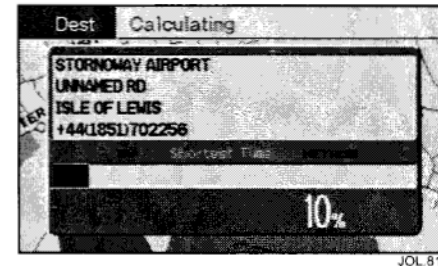 Dest Calculating
STORNOWAY AIRPORT
UNNAMED RD
ISLE OF LEWIS
+44(1851)702256
Shortest Time
10%